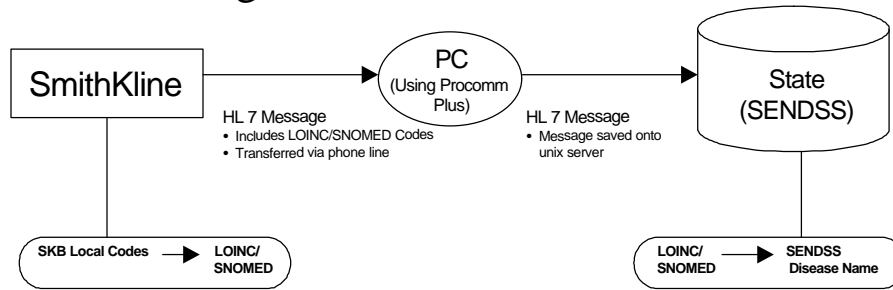 SmithKline
PC
(Using Procomm
Plus)
State
(SENDSS)
HL 7 Message
• Includes LOINC/SNOMED Codes
• Transferred via phone line
HL 7 Message
• Message saved onto
unix server
SKB Local Codes
LOINC/
SNOMED
LOINC/
SNOMED
SENDSS
Disease Name